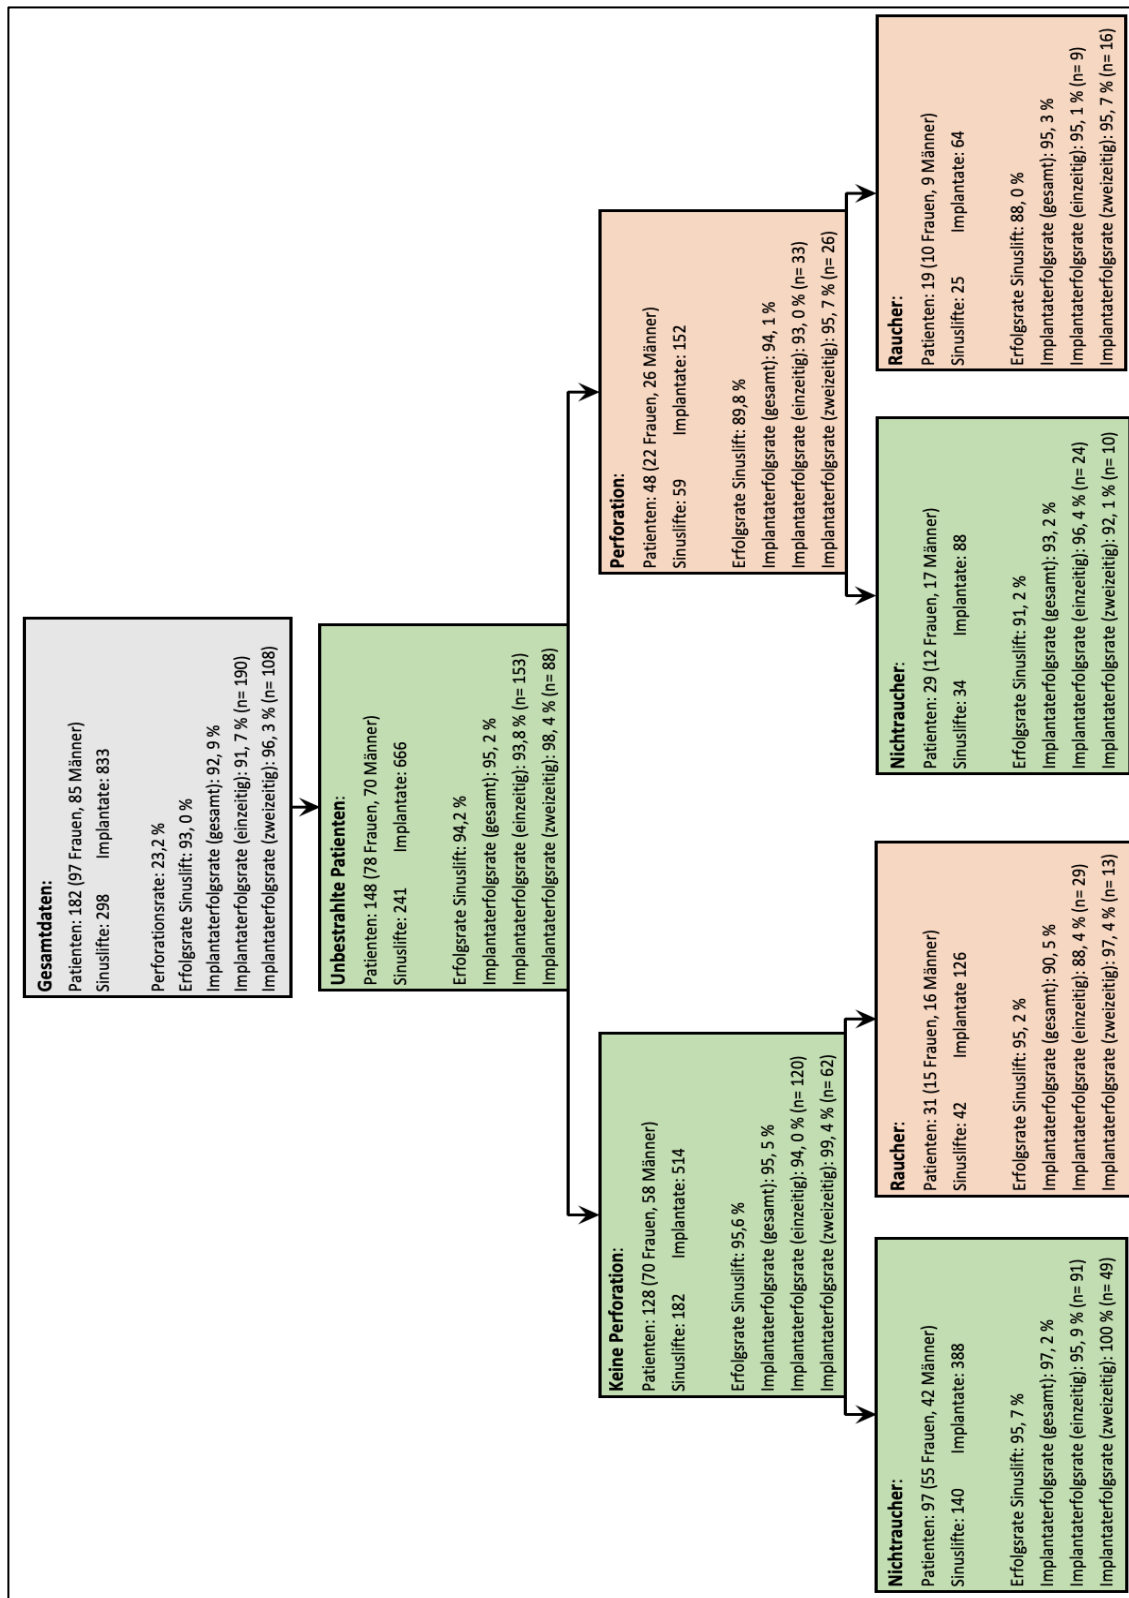 Gesamtdaten:
Patienten: 182 (97 Frauen, 85 Männer)
Sinuslifte: 298 Implantate: 833
Perforationsrate: 23,2 %
Erfolgsrate Sinuslift: 93, 0 %
Implantaterfolgsrate (gesamt): 92, 9 %
Implantaterfolgsrate (einzeitig): 91, 7 % (n= 190)
Implantaterfolgsrate (zweizeitig): 96, 3 % (n= 108)
Unbestrahlte Patienten:
Patienten: 148 (78 Frauen, 70 Männer)
Sinuslifte: 241 Implantate: 666
Erfolgsrate Sinuslift: 94,2 %
Implantaterfolgsrate (gesamt): 95, 2 %
Implantaterfolgsrate (einzeitig): 93,8 % (n= 153)
Implantaterfolgsrate (zweizeitig): 98, 4 % (n= 88)
Keine Perforation:
Patienten: 128 (70 Frauen, 58 Männer)
Sinuslifte: 182 Implantate: 514
Erfolgsrate Sinuslift: 95,6 %
Implantaterfolgsrate (gesamt): 95, 5 %
Implantaterfolgsrate (einzeitig): 94, 0 % (n= 120)
Implantaterfolgsrate (zweizeitig): 99, 4 % (n= 62)
Perforation:
Patienten: 48 (22 Frauen, 26 Männer)
Sinuslifte: 59 Implantate: 152
Erfolgsrate Sinuslift: 89,8 %
Implantaterfolgsrate (gesamt): 94, 1 %
Implantaterfolgsrate (einzeitig): 93, 0 % (n= 33)
Implantaterfolgsrate (zweizeitig): 95, 7 % (n= 26)
Nichtraucher:
Patienten: 97 (55 Frauen, 42 Männer)
Sinuslifte: 140 Implantate: 388
Erfolgsrate Sinuslift: 95, 7 %
Implantaterfolgsrate (gesamt): 97, 2 %
Implantaterfolgsrate (einzeitig): 95, 9 % (n= 91)
Implantaterfolgsrate (zweizeitig): 100 % (n= 49)
Raucher:
Patienten: 31 (15 Frauen, 16 Männer)
Sinuslifte: 42 Implantate 126
Erfolgsrate Sinuslift: 95, 2 %
Implantaterfolgsrate (gesamt): 90, 5 %
Implantaterfolgsrate (einzeitig): 88, 4 % (n= 29)
Implantaterfolgsrate (zweizeitig): 97, 4 % (n= 13)
Nichtraucher:
Patienten: 29 (12 Frauen, 17 Männer)
Sinuslifte: 34 Implantate: 88
Erfolgsrate Sinuslift: 91, 2 %
Implantaterfolgsrate (gesamt): 93, 2 %
Implantaterfolgsrate (einzeitig): 96, 4 % (n= 24)
Implantaterfolgsrate (zweizeitig): 92, 1 % (n= 10)
Raucher:
Patienten: 19 (10 Frauen, 9 Männer)
Sinuslifte: 25 Implantate: 64
Erfolgsrate Sinuslift: 88, 0 %
Implantaterfolgsrate (gesamt): 95, 3 %
Implantaterfolgsrate (einzeitig): 95, 1 % (n= 9)
Implantaterfolgsrate (zweizeitig): 95, 7 % (n= 16)